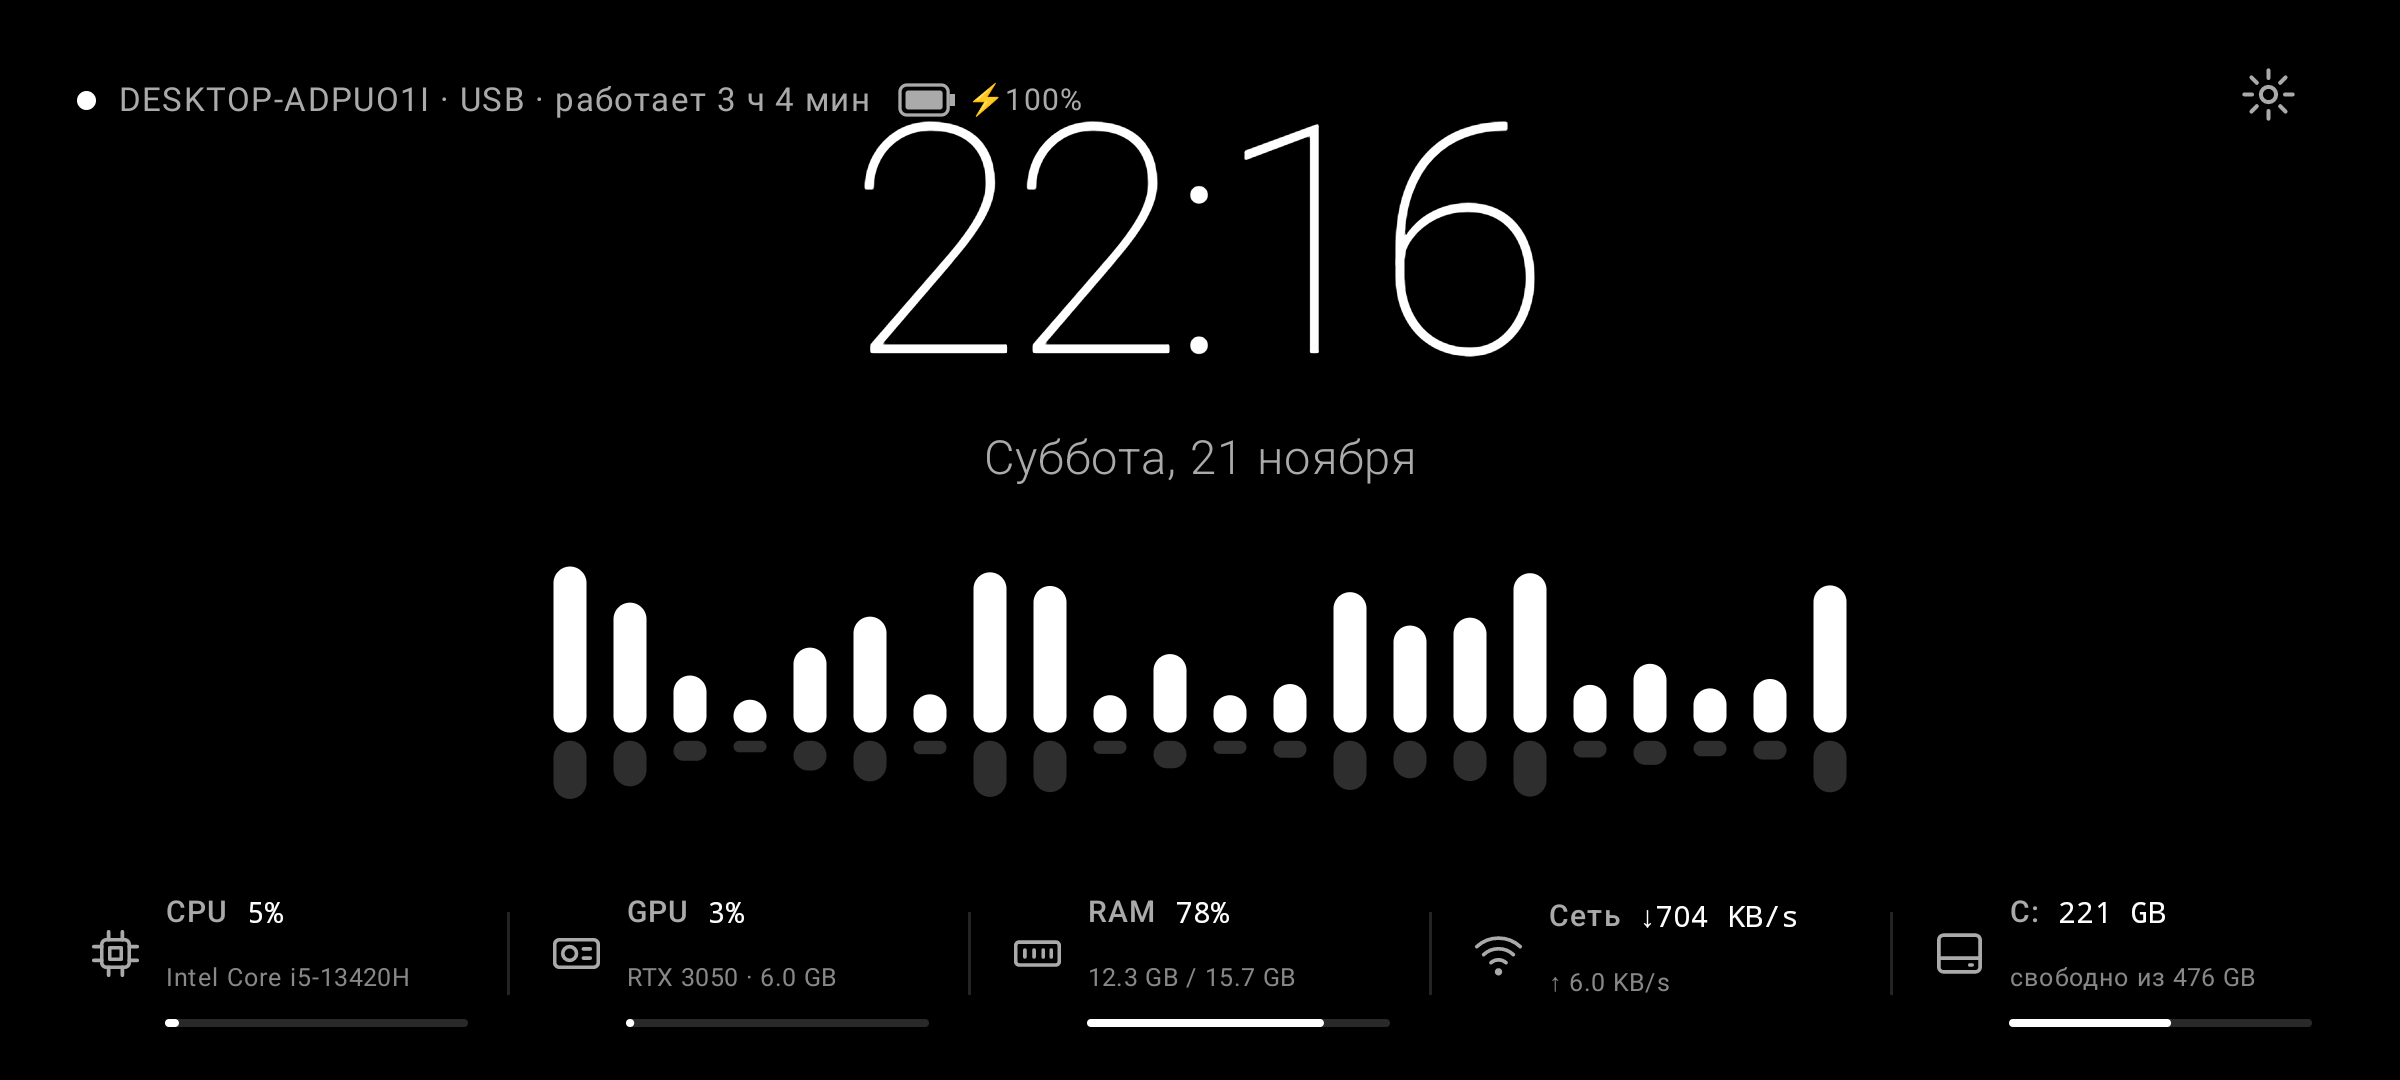 DESKTOP-ADPUO1I · USB · работает 3 ч 4 мин ⚡100%
22:16
Суббота, 21 ноября
CPU 5%
Intel Core i5-13420H
GPU 3%
RTX 3050 · 6.0 GB
RAM 78%
12.3 GB / 15.7 GB
Сеть ↓704 KB/s
↑ 6.0 KB/s
C: 221 GB
свободно из 476 GB